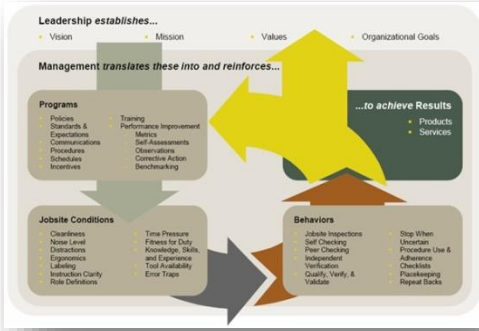 Leadership establishes...
Vision
Mission
Values
Organizational Goals
Management translates these into and reinforces...
Programs
Policies
Standards &
Expectations
Communications
Procedures
Schedules
Incentives
Training
Performance Improvement
Metrics
Self-Assessments
Observations
Corrective Action
Benchmarking
...to achieve Results
Products
Services
Jobsite Conditions
Cleanliness
Noise Level
Distractions
Ergonomics
Labeling
Instruction Clarity
Role Definitions
Time Pressure
Fitness for Duty
Knowledge, Skills,
and Experience
Tool Availability
Error Traps
Behaviors
Jobsite Inspections
Self Checking
Peer Checking
Independent
Verification
Qualify, Verify, &
Validate
Stop When
Uncertain
Procedure Use &
Adherence
Checklists
Placekeeping
Repeat Backs